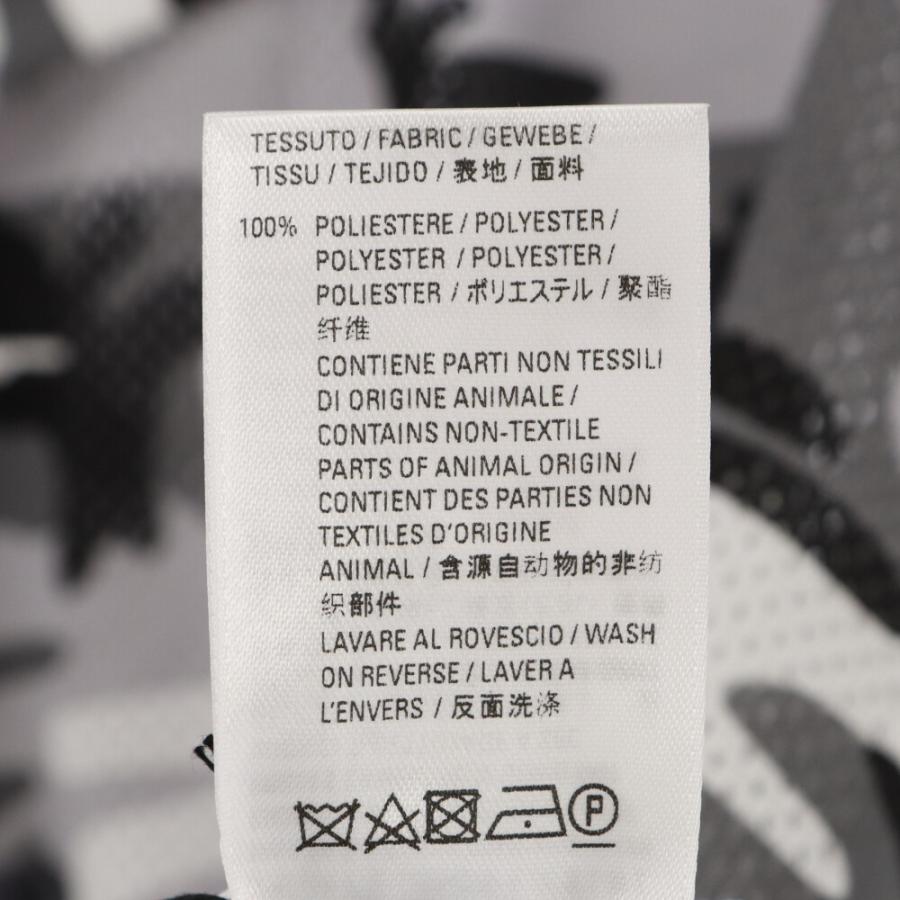 TESSUTO / FABRIC / GEWEBE /
TISSU / TEJIDO / 表地 / 面料
100% POLIESTERE / POLYESTER /
POLYESTER / POLYESTER /
POLIESTER / ポリエステル / 聚酯
纤维
CONTIENE PARTI NON TESSILI
DI ORIGINE ANIMALE /
CONTAINS NON-TEXTILE
PARTS OF ANIMAL ORIGIN /
CONTIENT DES PARTIES NON
TEXTILES D'ORIGINE
ANIMAL / 含源自动物的非纺
织部件
LAVARE AL ROVESCIO / WASH
ON REVERSE / LAVER A
L'ENVERS / 反面洗涤
P